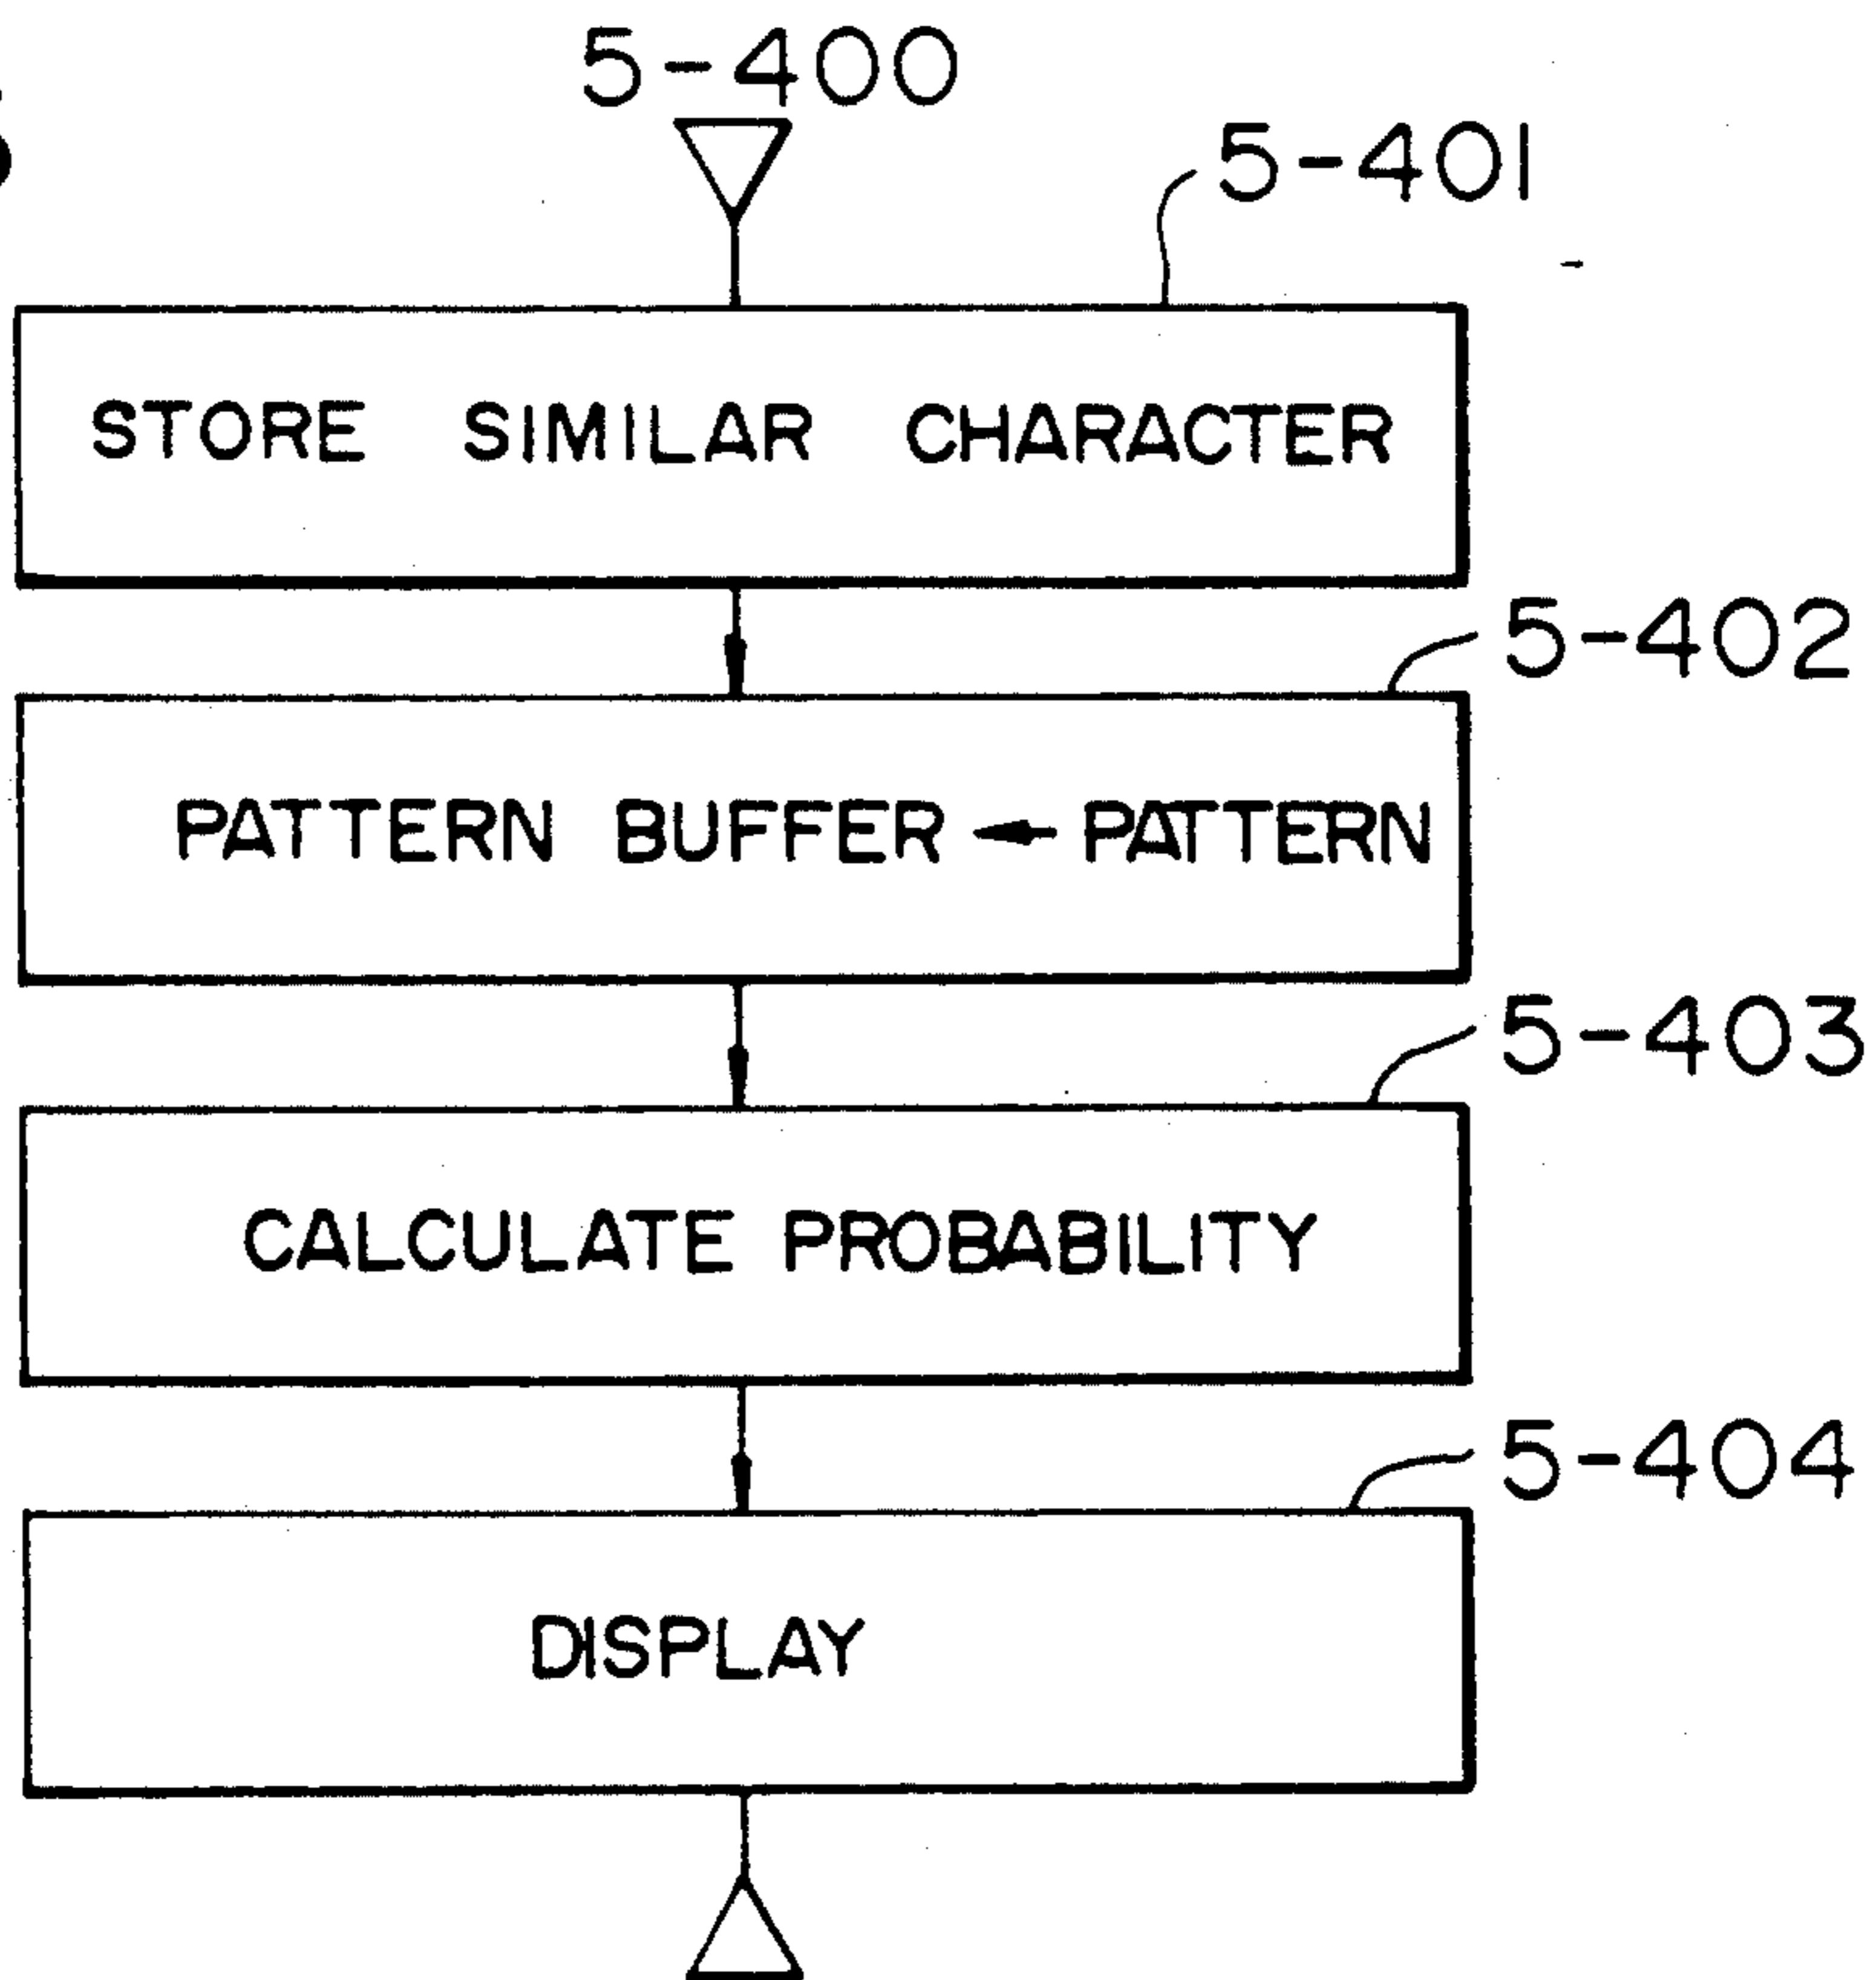 5-400
5-401
STORE SIMILAR CHARACTER
5-402
PATTERN BUFFER ← PATTERN
5-403
CALCULATE PROBABILITY
5-404
DISPLAY